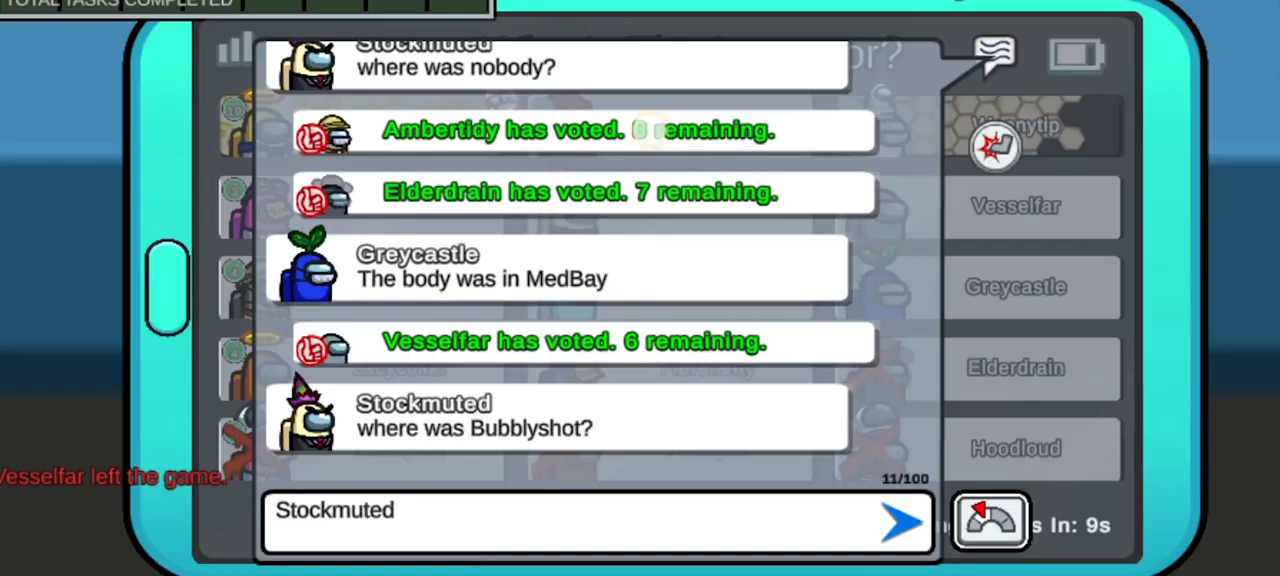 TOTAL TASKS COMPLETED
or?
Stockmuted
where was nobody?
Ambertidy has voted. 8 remaining.
Elderdrain has voted. 7 remaining.
Greycastle
The body was in MedBay
Vesselfar has voted. 6 remaining.
Stockmuted
where was Bubblyshot?
Vesselfar
Greycastle
Elderdrain
Hoodloud
Vesselfar left the game.
11/100
Stockmuted
s In: 9s